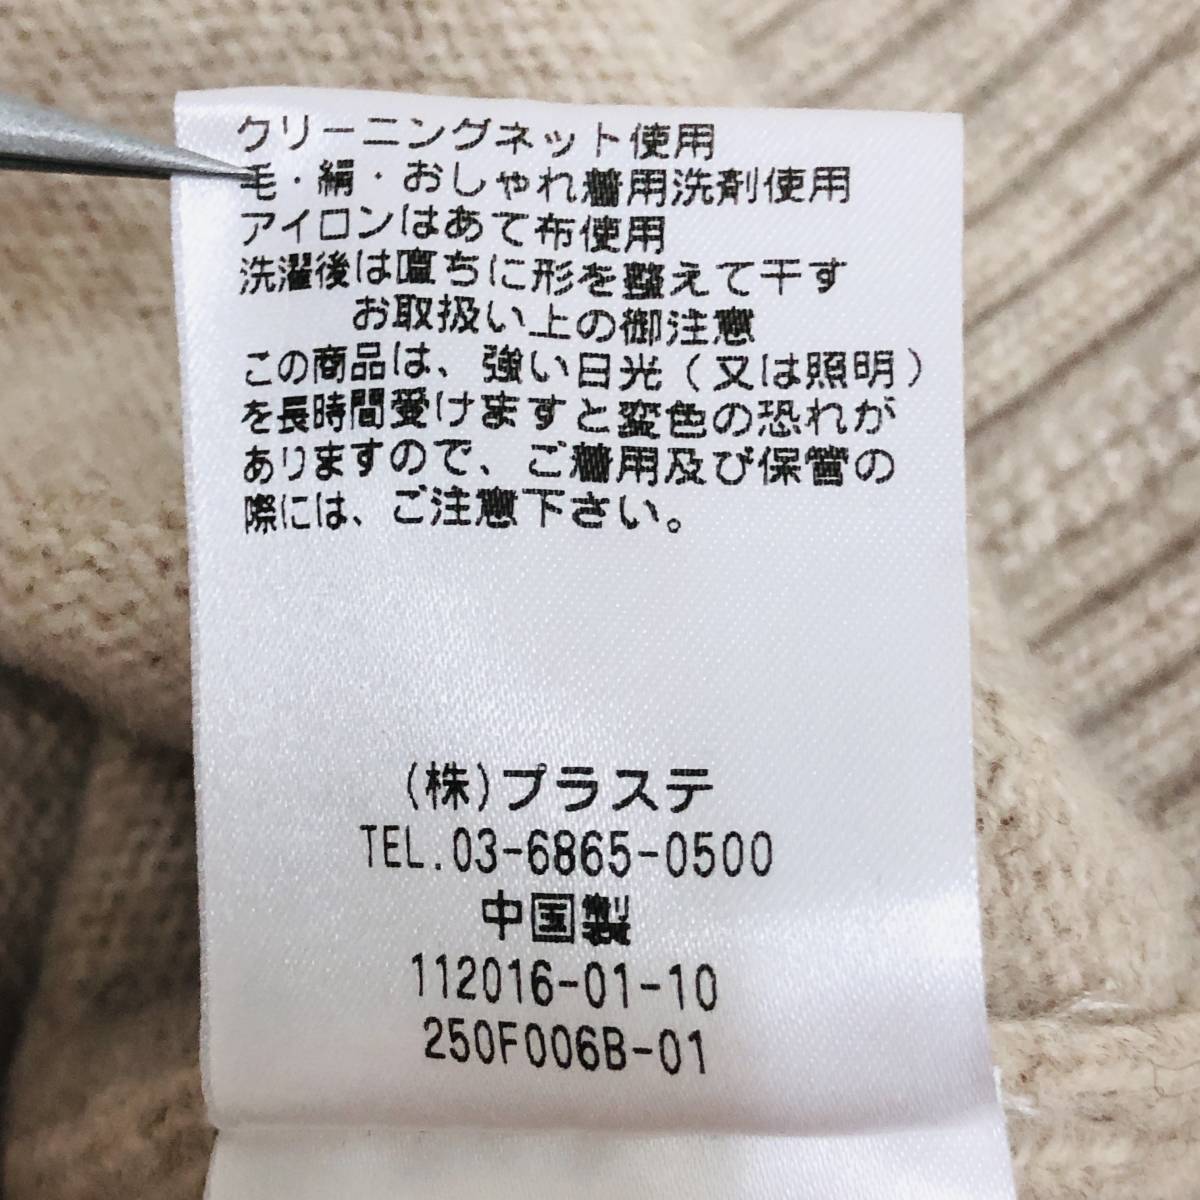 クリーニングネット使用
毛・絹・おしゃれ着用洗剤使用
アイロンはあて布使用
洗濯後は直ちに形を整えて干す
お取扱い上の御注意
この商品は、強い日光（又は照明）
を長時間受けますと変色の恐れが
ありますので、ご着用及び保管の
際には、ご注意下さい。
(株)プラステ
TEL.03-6865-0500
中国製
112016-01-10
250F006B-01